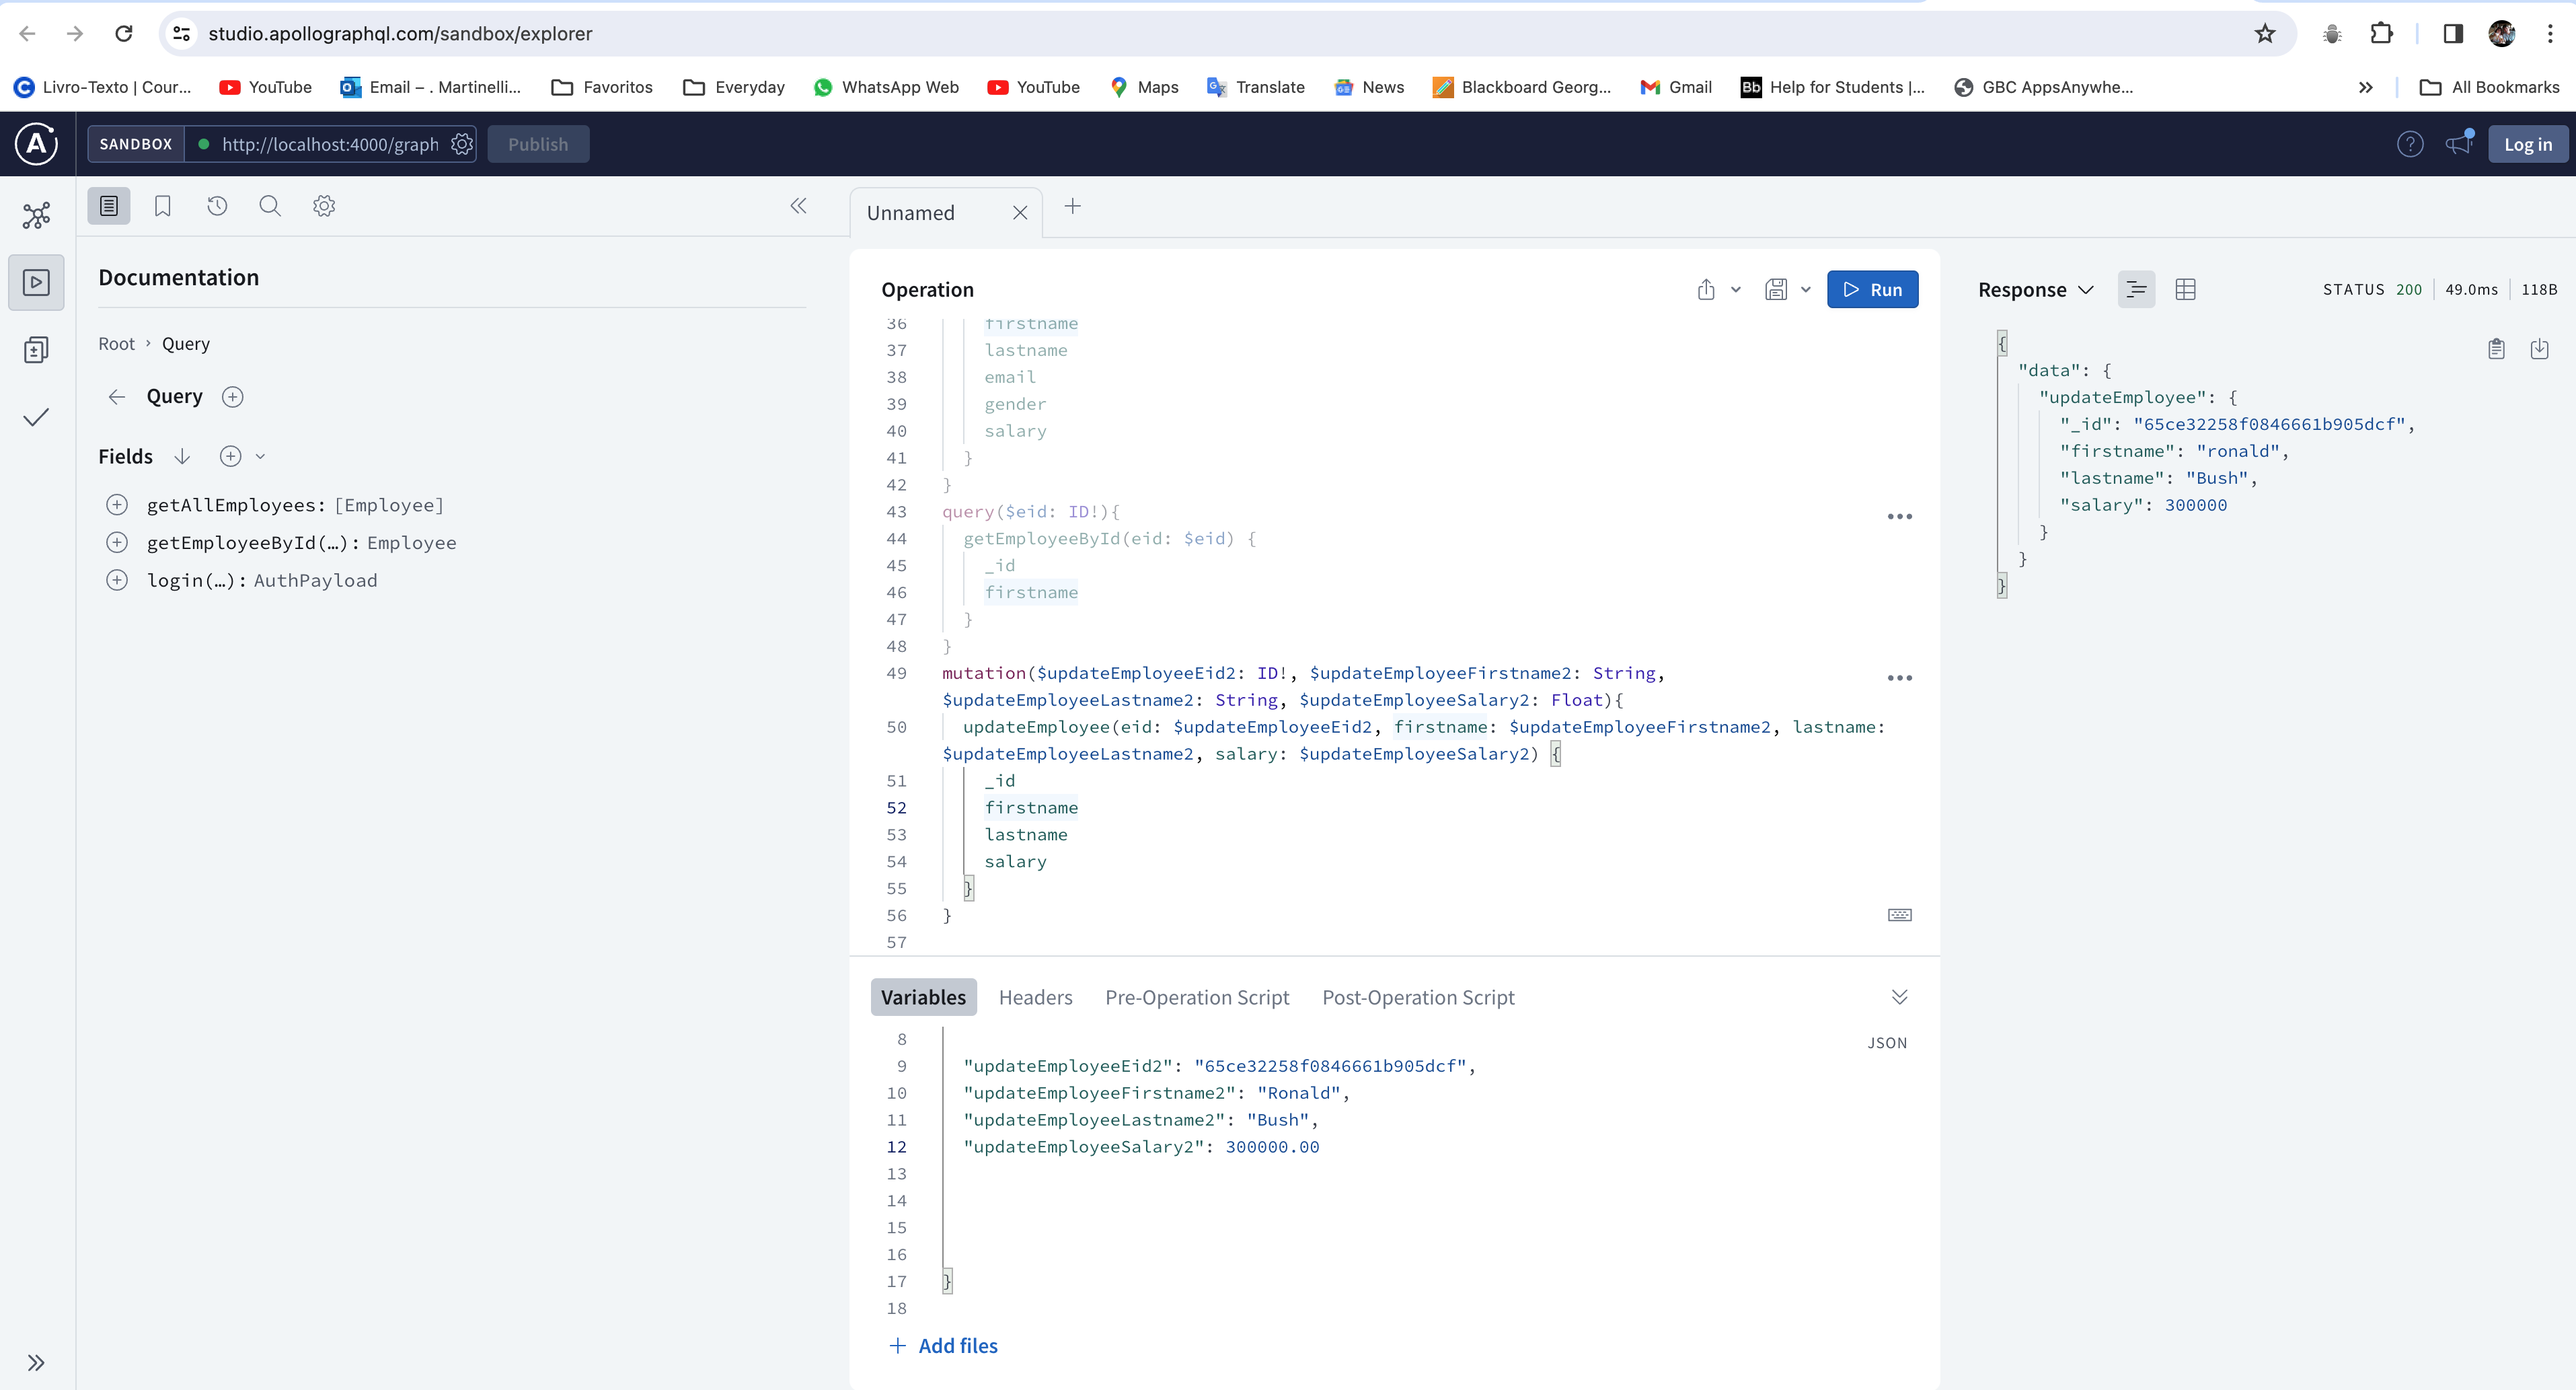 studio.apollographql.com/sandbox/explorer
Livro-Texto | Cour... YouTube Email – . Martinelli... Favoritos Everyday WhatsApp Web YouTube Maps Translate News Blackboard Georg... Gmail Bb Help for Students |... GBC AppsAnywhe... » All Bookmarks
SANDBOX http://localhost:4000/graph Publish Log in
Unnamed
Documentation
Root › Query
Query
Fields
getAllEmployees: [Employee]
getEmployeeById(…): Employee
login(…): AuthPayload
Operation
Run
36 firstname
37 lastname
38 email
39 gender
40 salary
41 }
42 }
43 query($eid: ID!){
44 getEmployeeById(eid: $eid) {
45 _id
46 firstname
47 }
48 }
49 mutation($updateEmployeeEid2: ID!, $updateEmployeeFirstname2: String,
$updateEmployeeLastname2: String, $updateEmployeeSalary2: Float){
50 updateEmployee(eid: $updateEmployeeEid2, firstname: $updateEmployeeFirstname2, lastname:
$updateEmployeeLastname2, salary: $updateEmployeeSalary2) {
51 _id
52 firstname
53 lastname
54 salary
55 }
56 }
57
Variables Headers Pre-Operation Script Post-Operation Script
JSON
8
9 "updateEmployeeEid2": "65ce32258f0846661b905dcf",
10 "updateEmployeeFirstname2": "Ronald",
11 "updateEmployeeLastname2": "Bush",
12 "updateEmployeeSalary2": 300000.00
13
14
15
16
17 }
18
+ Add files
Response STATUS 200 49.0ms 118B
{
"data": {
"updateEmployee": {
"_id": "65ce32258f0846661b905dcf",
"firstname": "ronald",
"lastname": "Bush",
"salary": 300000
}
}
}